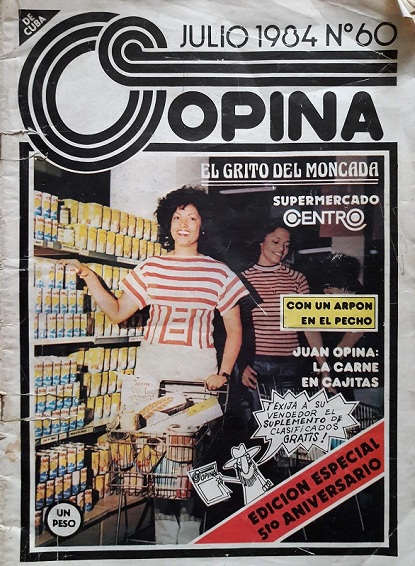 DE
CUBA
JULIO 1984 Nº60
OPINA
EL GRITO DEL MONCADA
SUPERMERCADO
CENTRO
CON UN ARPON
EN EL PECHO
JUAN OPINA:
LA CARNE
EN CAJITAS
¡EXIJA A SU
VENDEDOR EL
SUPLEMENTO DE
CLASIFICADOS
GRATIS!
OPINA
EDICION ESPECIAL
5to ANIVERSARIO
UN
PESO